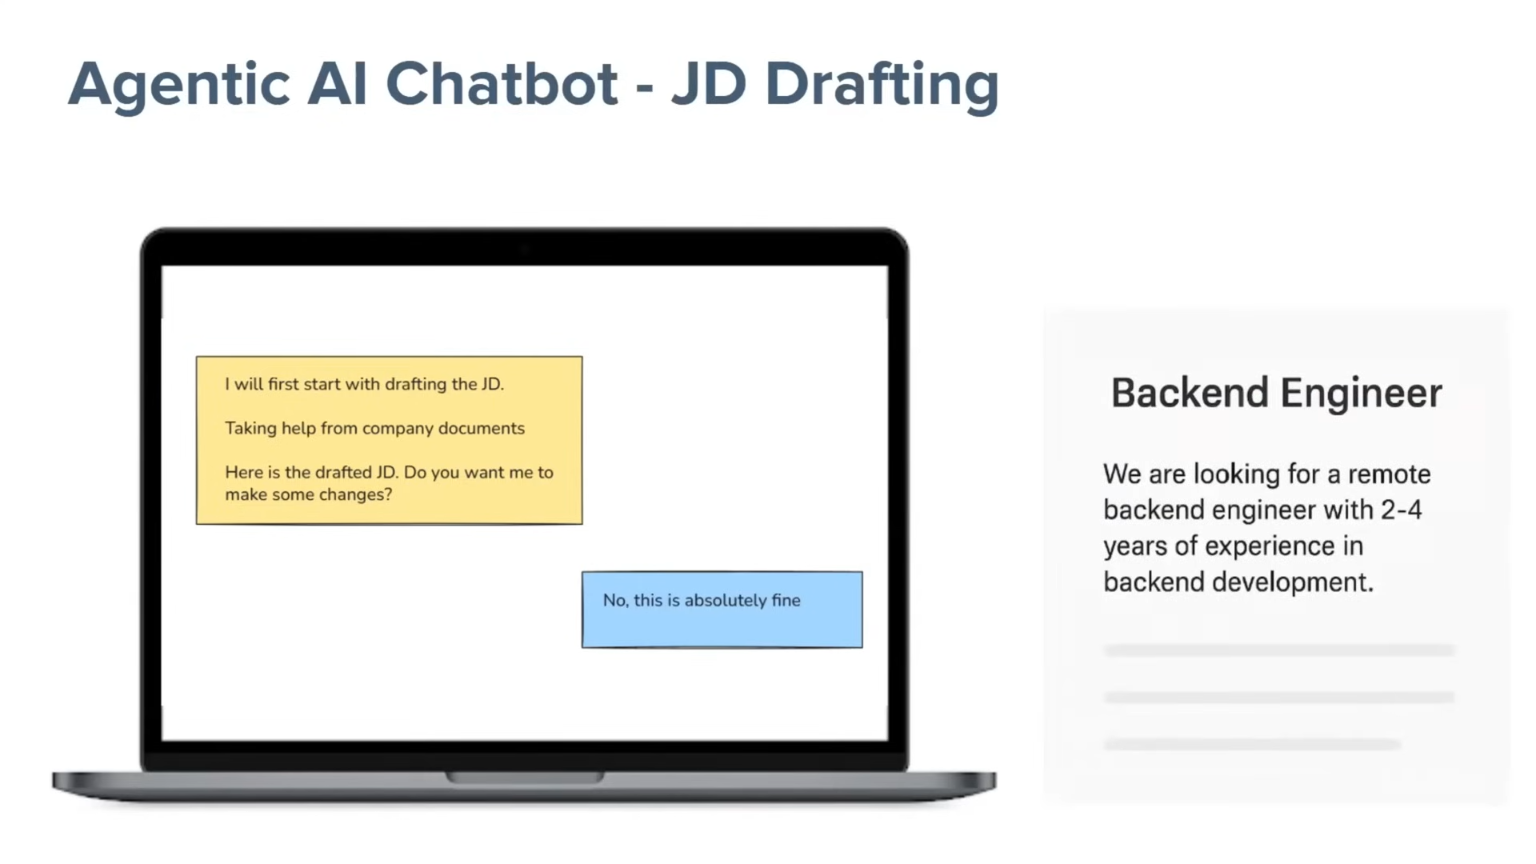 Agentic AI Chatbot - JD Drafting
I will first start with drafting the JD.
Taking help from company documents
Here is the drafted JD. Do you want me to
make some changes?
No, this is absolutely fine
Backend Engineer
We are looking for a remote
backend engineer with 2-4
years of experience in
backend development.